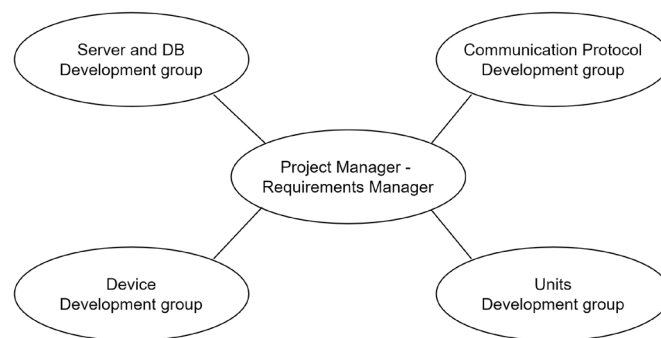 Server and DB
Development group
Communication Protocol
Development group
Project Manager -
Requirements Manager
Device
Development group
Units
Development group